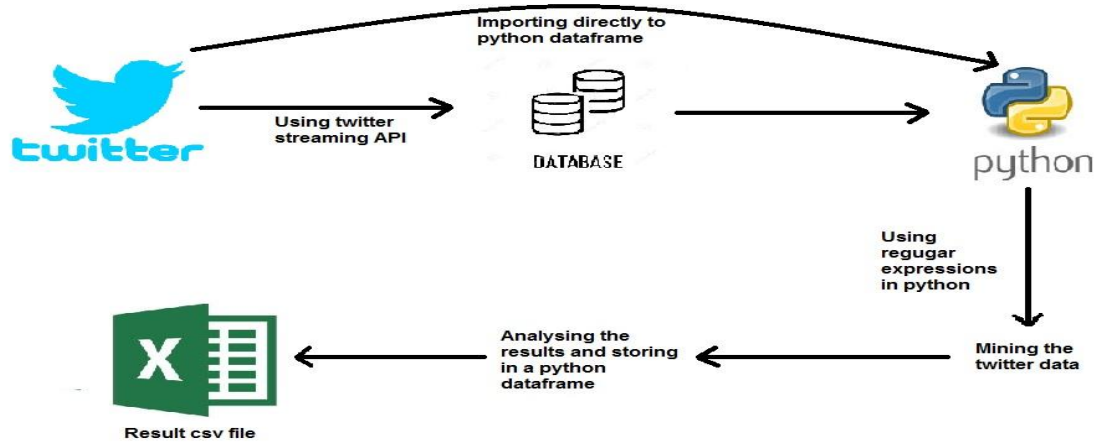 Importing directly to
python dataframe
twitter
Using twitter
streaming API
DATABASE
python
Using
regugar
expressions
in python
Mining the
twitter data
Analysing the
results and storing
in a python
dataframe
X
Result csv file